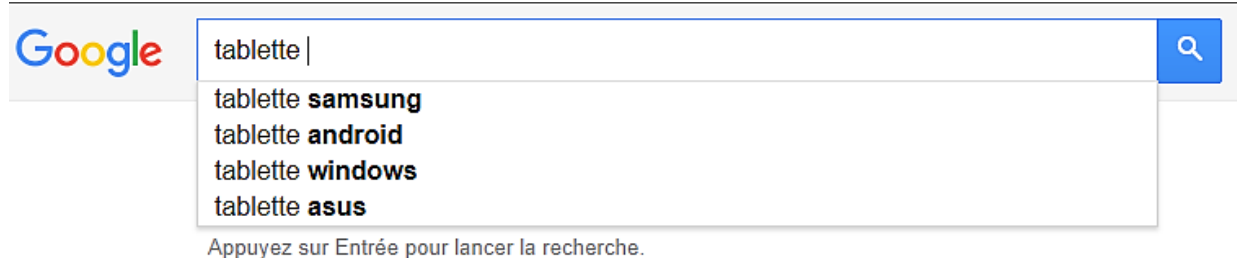 Google
tablette
tablette samsung
tablette android
tablette windows
tablette asus
Appuyez sur Entrée pour lancer la recherche.